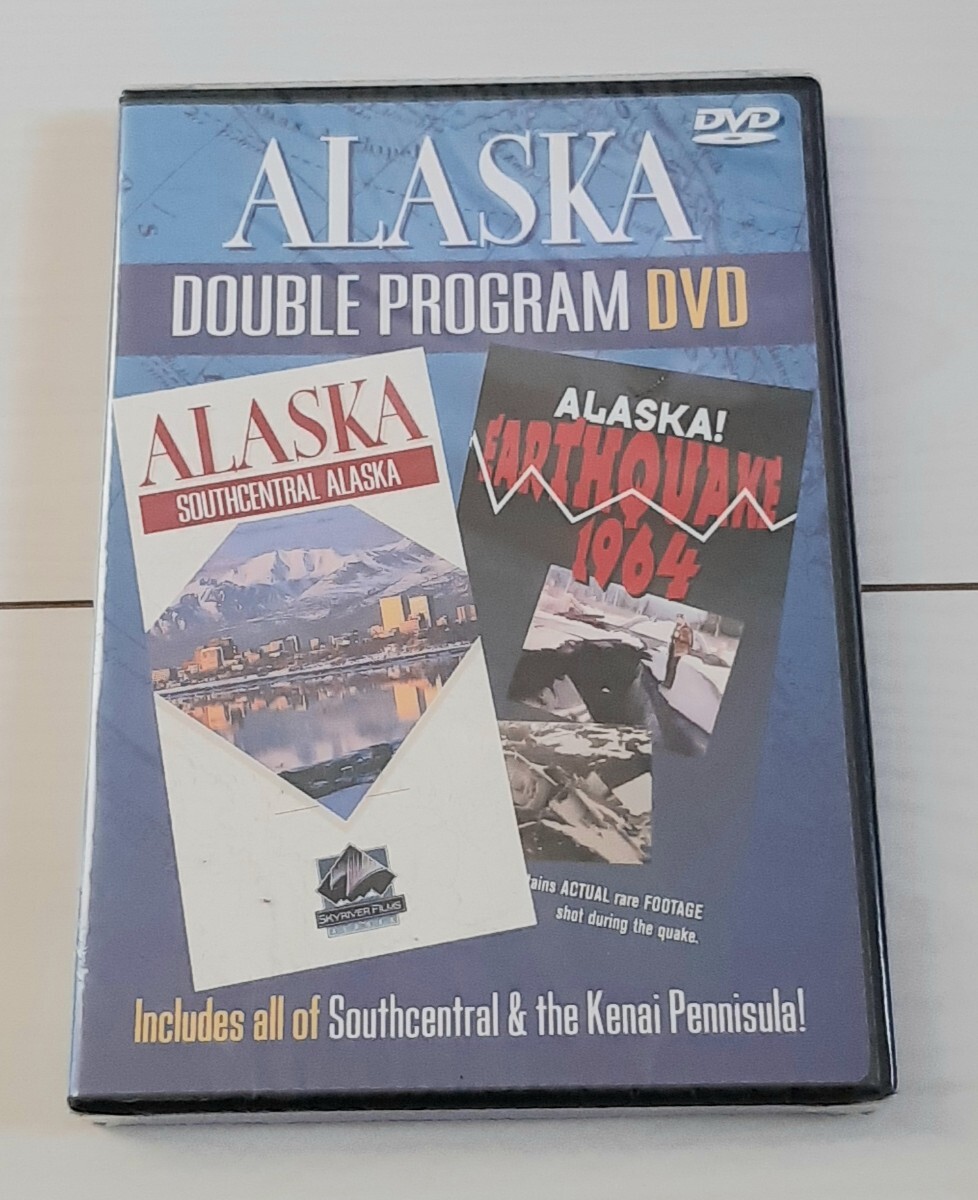 DVD
ALASKA
DOUBLE PROGRAM DVD
ALASKA
SOUTHCENTRAL ALASKA
SKYRIVER FILMS
ALASKA!
EARTHQUAKE
1964
ACTUAL rare FOOTAGE
shot during the quake.
Includes all of Southcentral & the Kenai Pennisula!